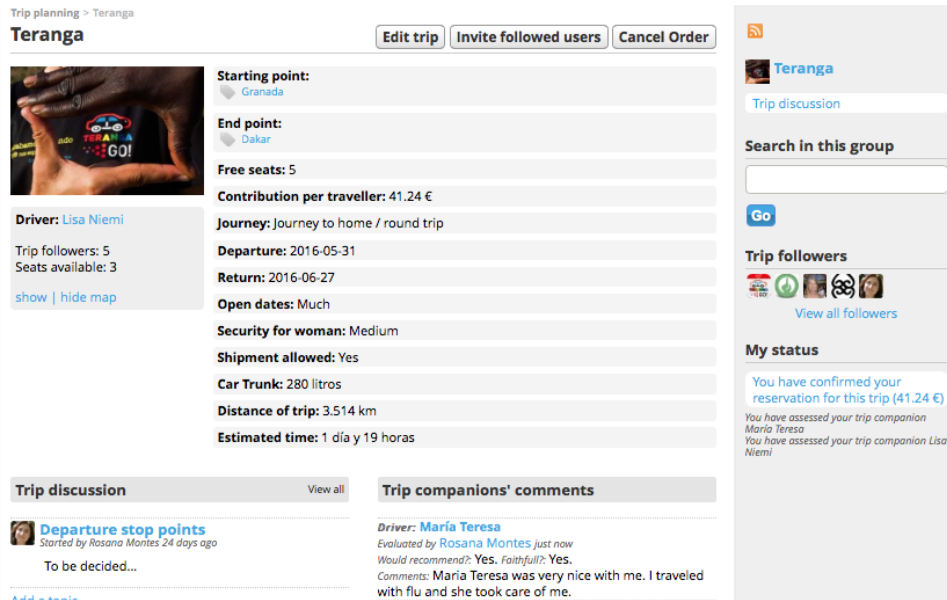 Trip planning > Teranga
Teranga
Edit trip
Invite followed users
Cancel Order
ado
TERANGA
GO!
Driver: Lisa Niemi
Trip followers: 5
Seats available: 3
show | hide map
Starting point:
Granada
End point:
Dakar
Free seats: 5
Contribution per traveller: 41.24 €
Journey: Journey to home / round trip
Departure: 2016-05-31
Return: 2016-06-27
Open dates: Much
Security for woman: Medium
Shipment allowed: Yes
Car Trunk: 280 litros
Distance of trip: 3.514 km
Estimated time: 1 día y 19 horas
Trip discussion
View all
Departure stop points
Started by Rosana Montes 24 days ago
To be decided...
Add a topic
Trip companions' comments
Driver: María Teresa
Evaluated by Rosana Montes just now
Would recommend?: Yes. Faithfull?: Yes.
Comments: Maria Teresa was very nice with me. I traveled
with flu and she took care of me.
Teranga
Trip discussion
Search in this group
Go
Trip followers
View all followers
My status
You have confirmed your
reservation for this trip (41.24 €)
You have assessed your trip companion
María Teresa
You have assessed your trip companion Lisa
Niemi